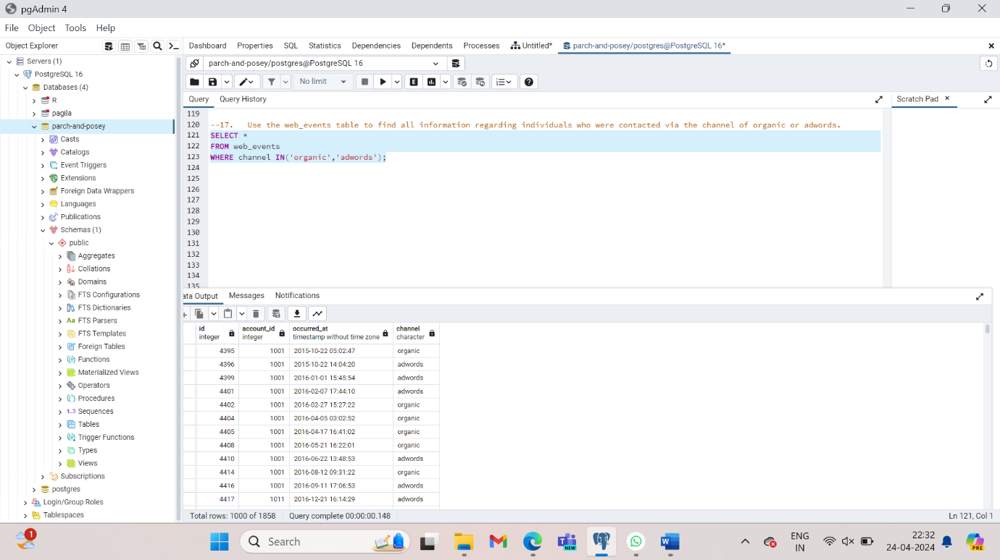 pgAdmin 4
File Object Tools Help
Object Explorer
Dashboard Properties SQL Statistics Dependencies Dependents Processes Untitled* parch-and-posey/postgres@PostgreSQL 16*
Servers (1)
PostgreSQL 16
Databases (4)
R
pagila
parch-and-posey
Casts
Catalogs
Event Triggers
Extensions
Foreign Data Wrappers
Languages
Publications
Schemas (1)
public
Aggregates
Collations
Domains
FTS Configurations
FTS Dictionaries
Aa FTS Parsers
FTS Templates
Foreign Tables
Functions
Materialized Views
Operators
Procedures
1..3 Sequences
Tables
Trigger Functions
Types
Views
Subscriptions
postgres
Login/Group Roles
Tablespaces
parch-and-posey/postgres@PostgreSQL 16
No limit
E
Query Query History
Scratch Pad
119
120 --17. Use the web_events table to find all information regarding individuals who were contacted via the channel of organic or adwords.
121 SELECT *
122 FROM web_events
123 WHERE channel IN('organic','adwords');
124
125
126
127
128
129
130
131
132
133
134
135
ata Output Messages Notifications
id account_id occurred_at channel
integer integer timestamp without time zone character
4395 1001 2015-10-22 05:02:47 organic
4396 1001 2015-10-22 14:04:20 adwords
4399 1001 2016-01-01 15:45:54 adwords
4401 1001 2016-02-07 17:44:10 adwords
4402 1001 2016-02-27 15:27:22 organic
4404 1001 2016-04-05 03:02:52 organic
4405 1001 2016-04-17 16:41:02 organic
4408 1001 2016-05-21 16:22:01 organic
4410 1001 2016-06-22 13:48:53 adwords
4414 1001 2016-08-12 09:31:22 organic
4416 1001 2016-09-11 17:06:53 adwords
4417 1011 2016-12-21 16:14:29 adwords
Total rows: 1000 of 1858 Query complete 00:00:00.148
Ln 121, Col 1
1
Search
NEW
W
ENG
IN
22:32
24-04-2024
PRE